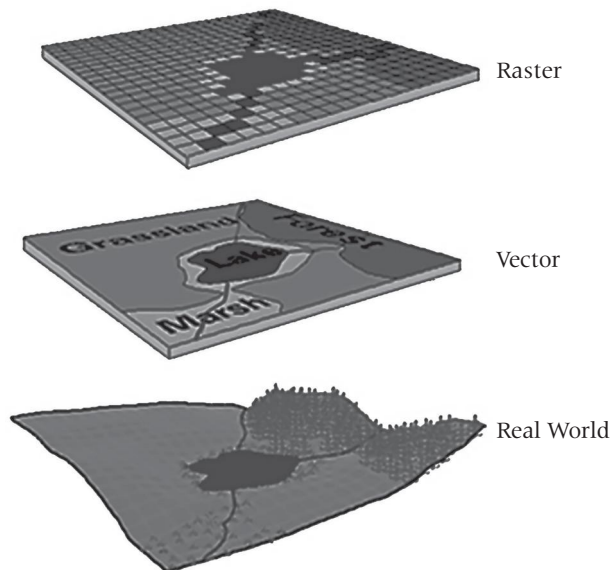 Raster
Grassland
Forest
Lake
Marsh
Vector
Real World